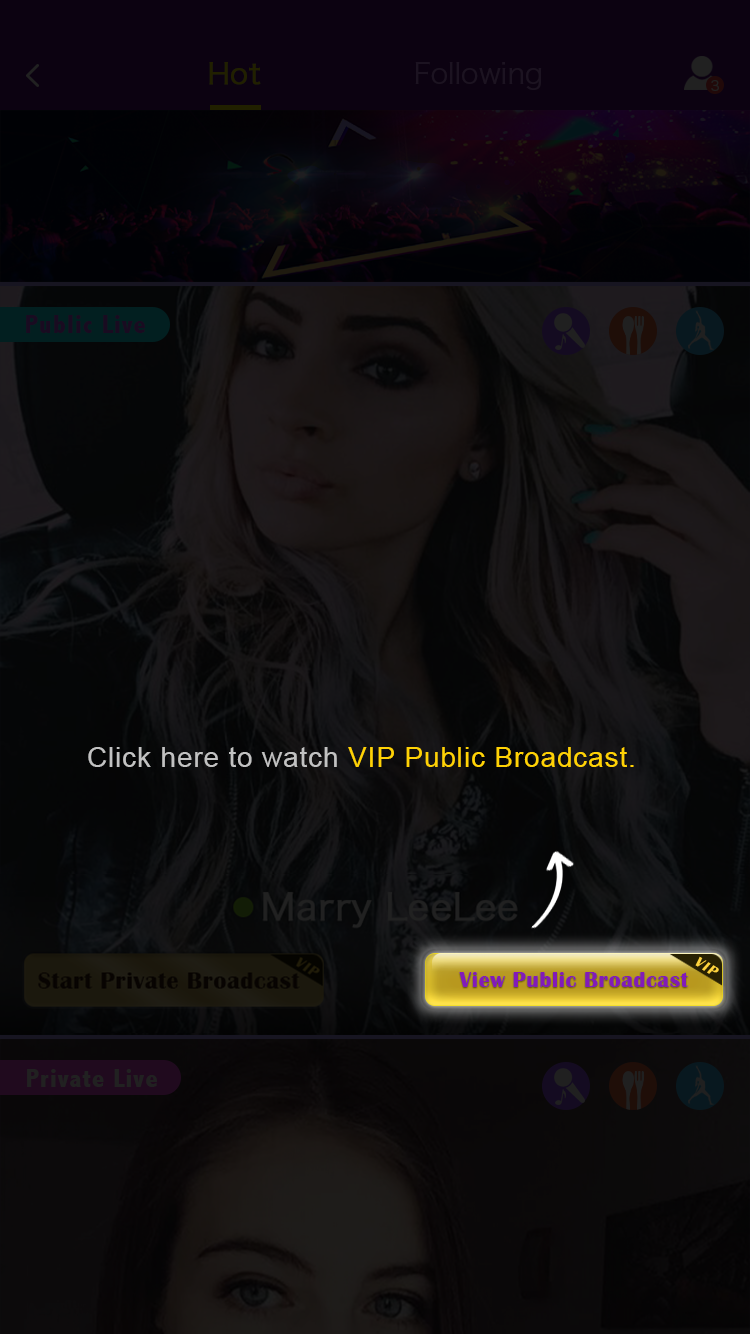 Hot
Following
3
Public Live
Click here to watch VIP Public Broadcast.
Marry LeeLee
Start Private Broadcast
VIP
View Public Broadcast
VIP
Private Live